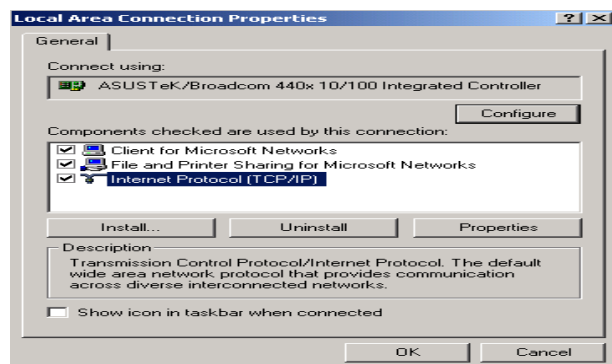 Local Area Connection Properties
General
Connect using:
ASUSTeK/Broadcom 440x 10/100 Integrated Controller
Configure
Components checked are used by this connection:
Client for Microsoft Networks
File and Printer Sharing for Microsoft Networks
Internet Protocol (TCP/IP)
Install... Uninstall Properties
Description
Transmission Control Protocol/Internet Protocol. The default
wide area network protocol that provides communication
across diverse interconnected networks.
Show icon in taskbar when connected
OK Cancel